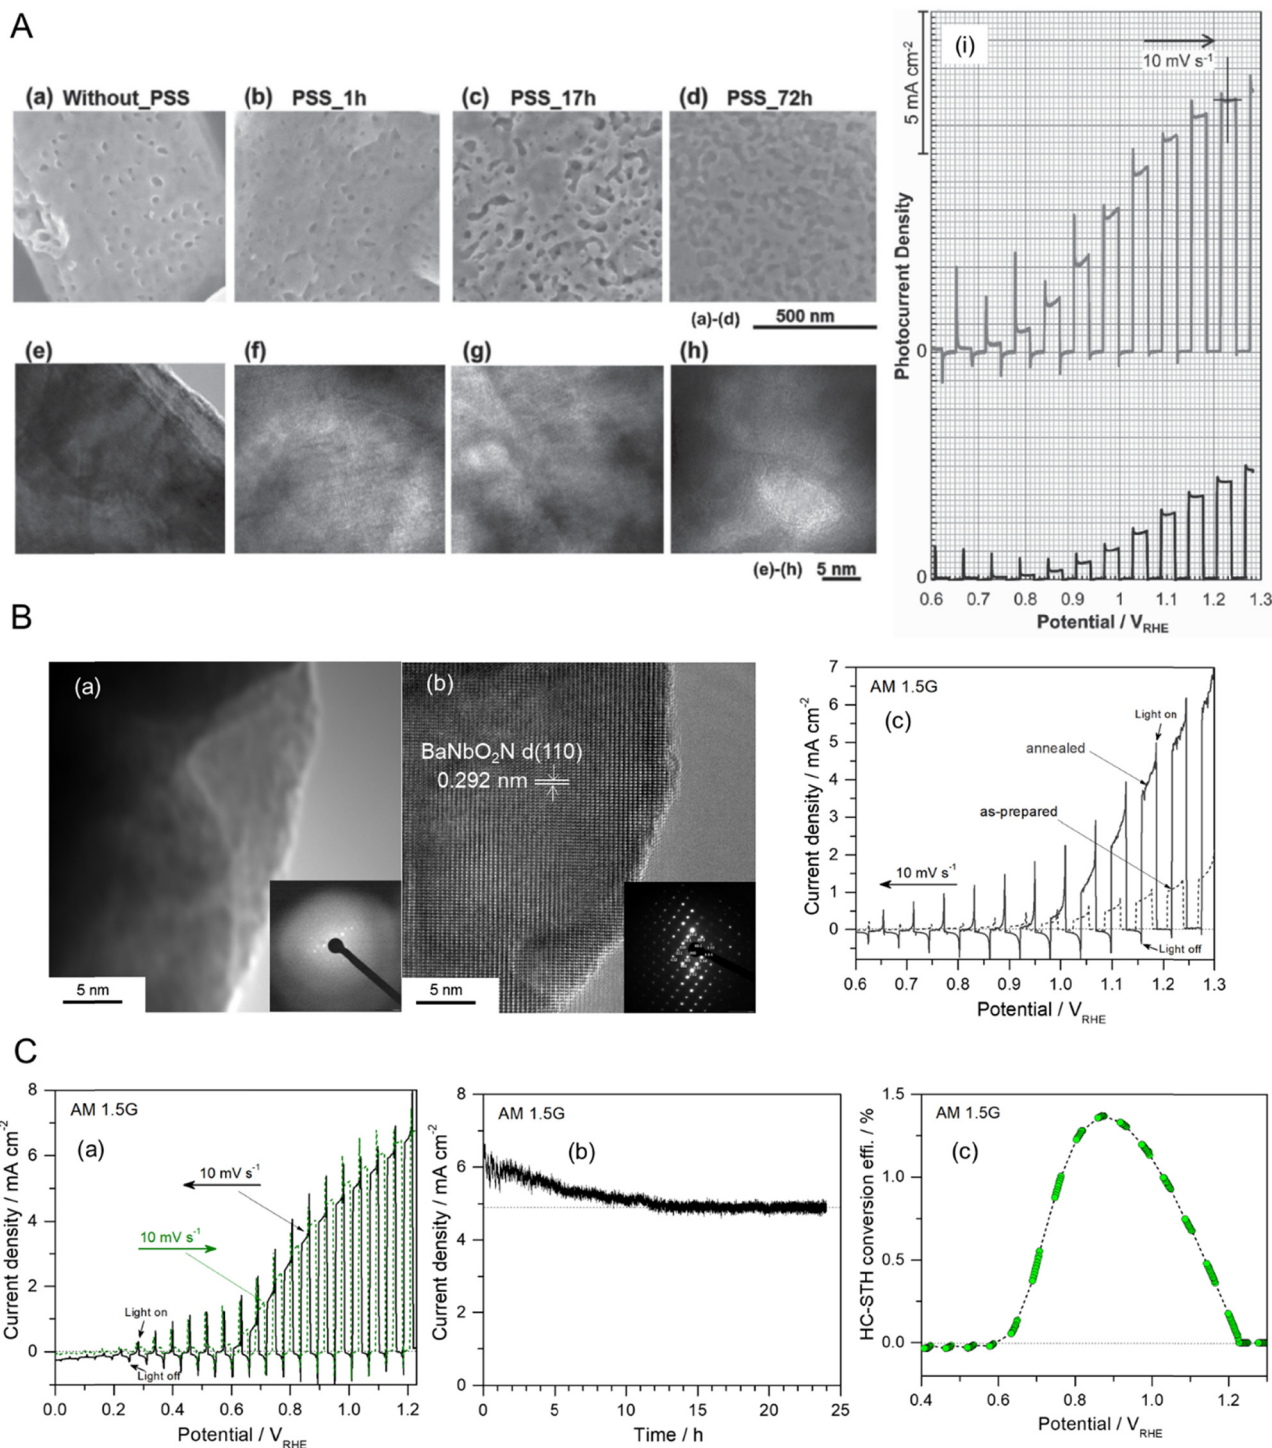 A
(a) Without_PSS
(b) PSS_1h
(c) PSS_17h
(d) PSS_72h
(a)-(d) 500 nm
(e)
(f)
(g)
(h)
(e)-(h) 5 nm
(i)
10 mV s⁻¹
5 mA cm⁻²
Photocurrent Density
0
0
0.6 0.7 0.8 0.9 1 1.1 1.2 1.3
Potential / V_RHE
B
(a)
5 nm
(b)
BaNbO₂N d(110)
0.292 nm
5 nm
AM 1.5G
(c)
Light on
annealed
as-prepared
10 mV s⁻¹
Light off
Current density / mA cm⁻²
7
6
5
4
3
2
1
0
0.6 0.7 0.8 0.9 1.0 1.1 1.2 1.3
Potential / V_RHE
C
AM 1.5G
(a)
10 mV s⁻¹
10 mV s⁻¹
Light on
Light off
Current density / mA cm⁻²
8
6
4
2
0
0.0 0.2 0.4 0.6 0.8 1.0 1.2
Potential / V_RHE
AM 1.5G
(b)
Current density / mA cm⁻²
8
6
4
2
0
0 5 10 15 20 25
Time / h
AM 1.5G
(c)
HC-STH conversion effi. / %
1.5
1.0
0.5
0.0
0.4 0.6 0.8 1.0 1.2
Potential / V_RHE